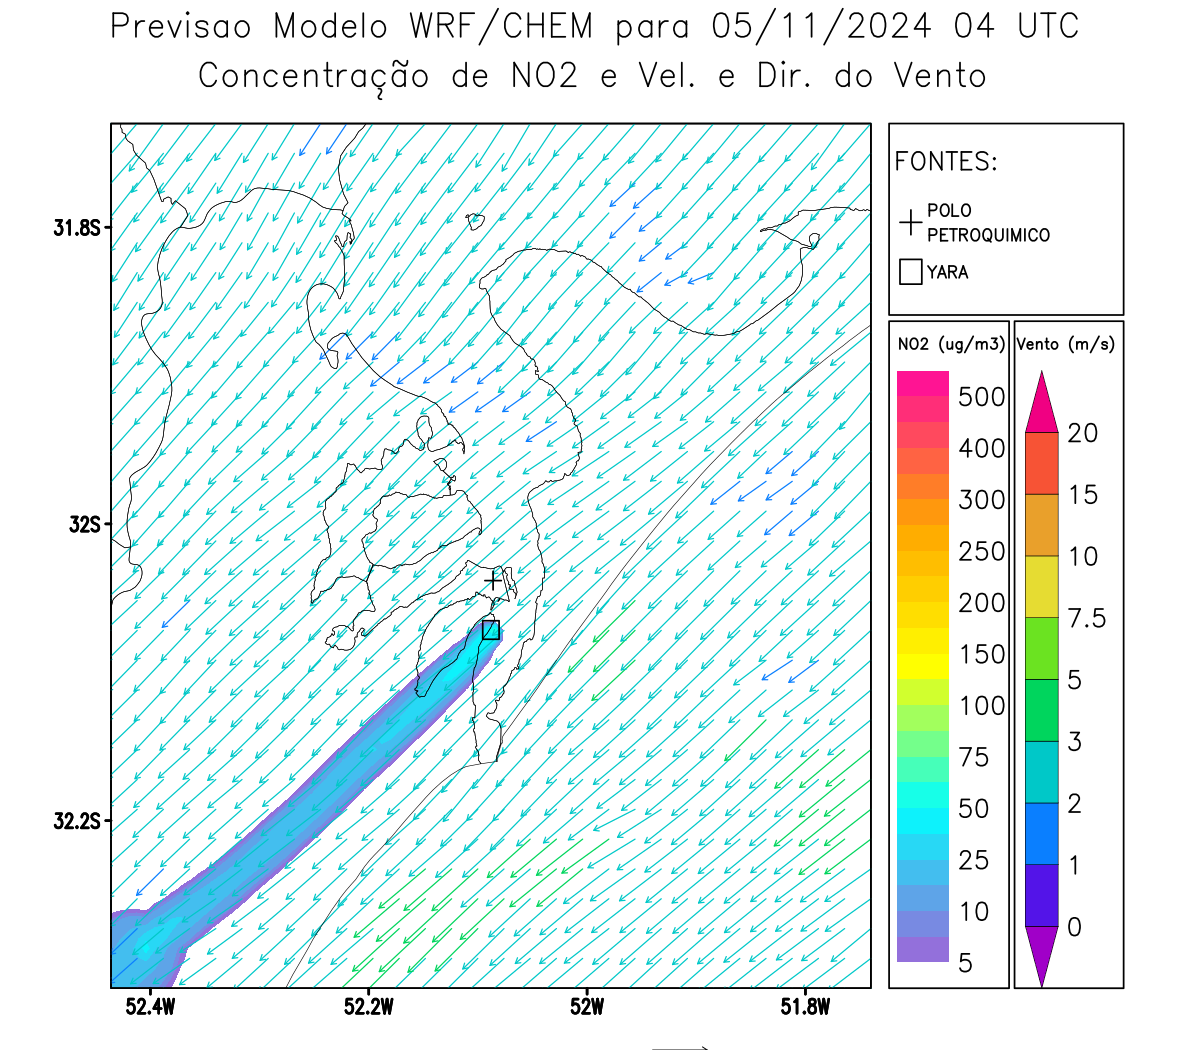 Previsao Modelo WRF/CHEM para 05/11/2024 04 UTC
Concentração de NO2 e Vel. e Dir. do Vento
FONTES:
POLO
PETROQUIMICO
YARA
31.8S
32S
32.2S
52.4W
52.2W
52W
51.8W
NO2 (ug/m3)
500
400
300
250
200
150
100
75
50
25
10
5
Vento (m/s)
20
15
10
7.5
5
3
2
1
0